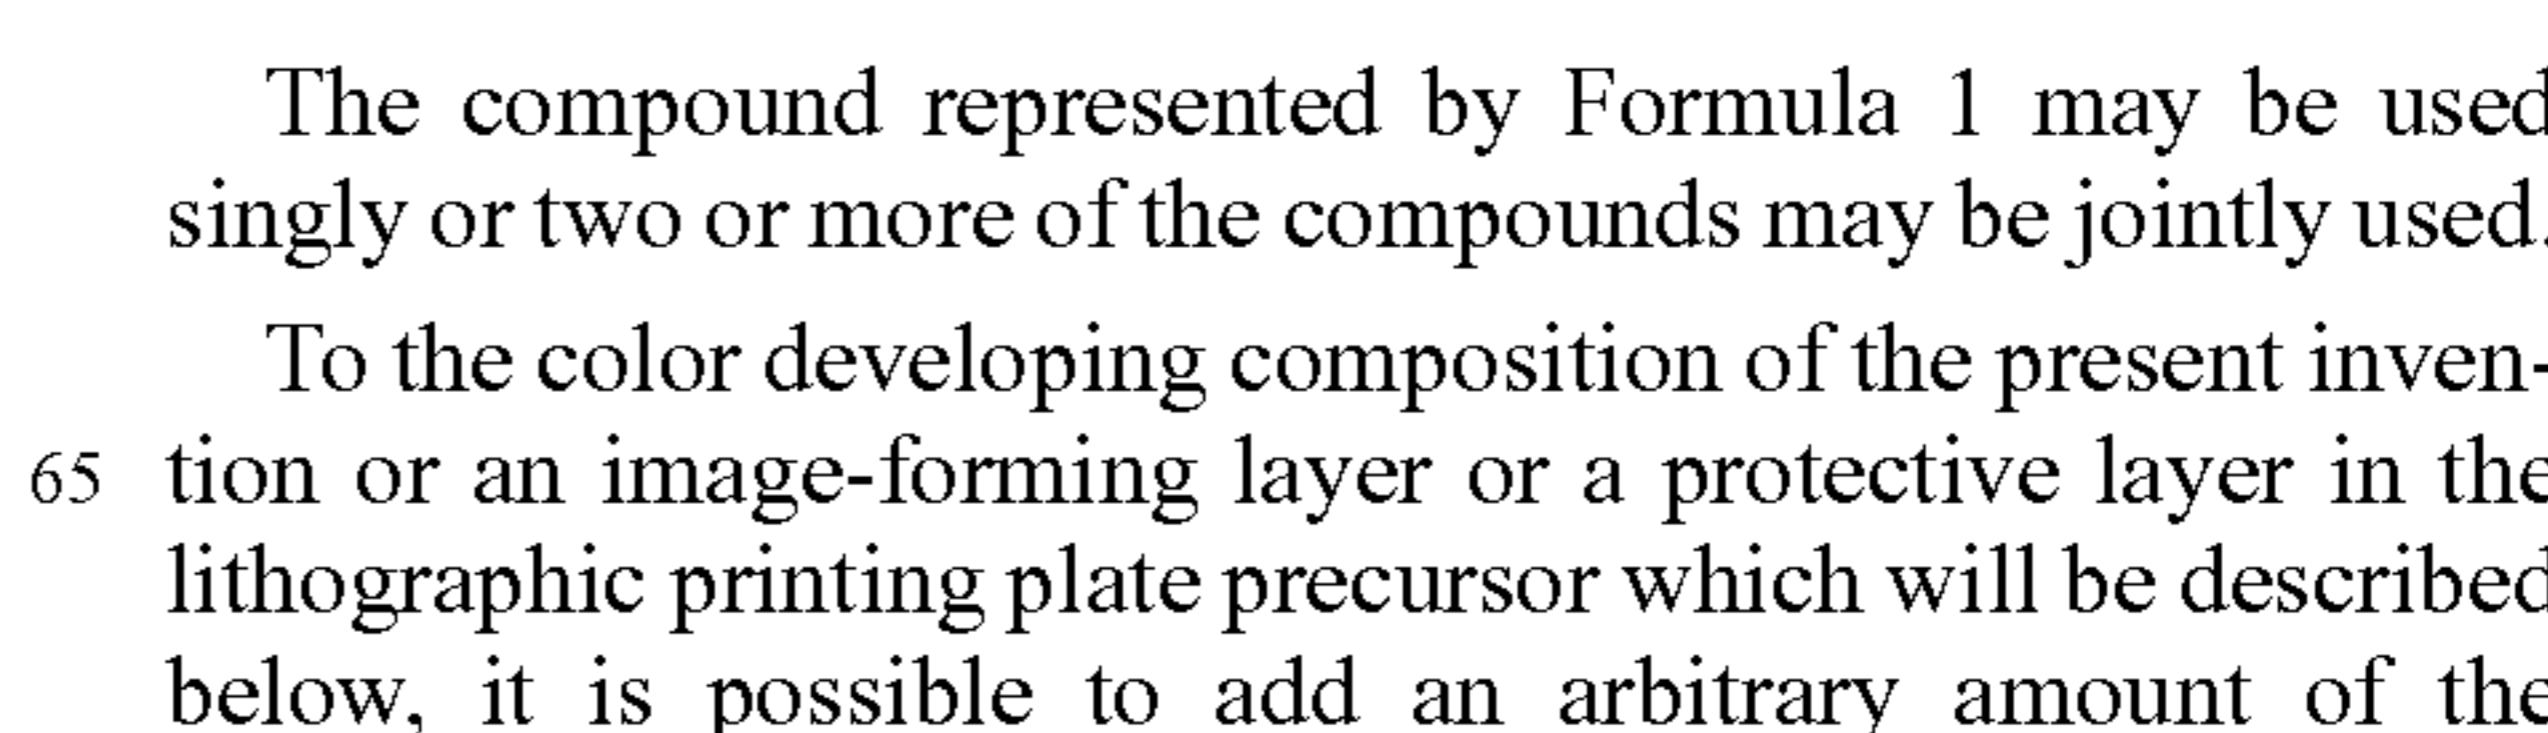 The compound represented by Formula 1 may be used
singly or two or more of the compounds may be jointly used.
To the color developing composition of the present inven-
65 tion or an image-forming layer or a protective layer in the
lithographic printing plate precursor which will be described
below, it is possible to add an arbitrary amount of the